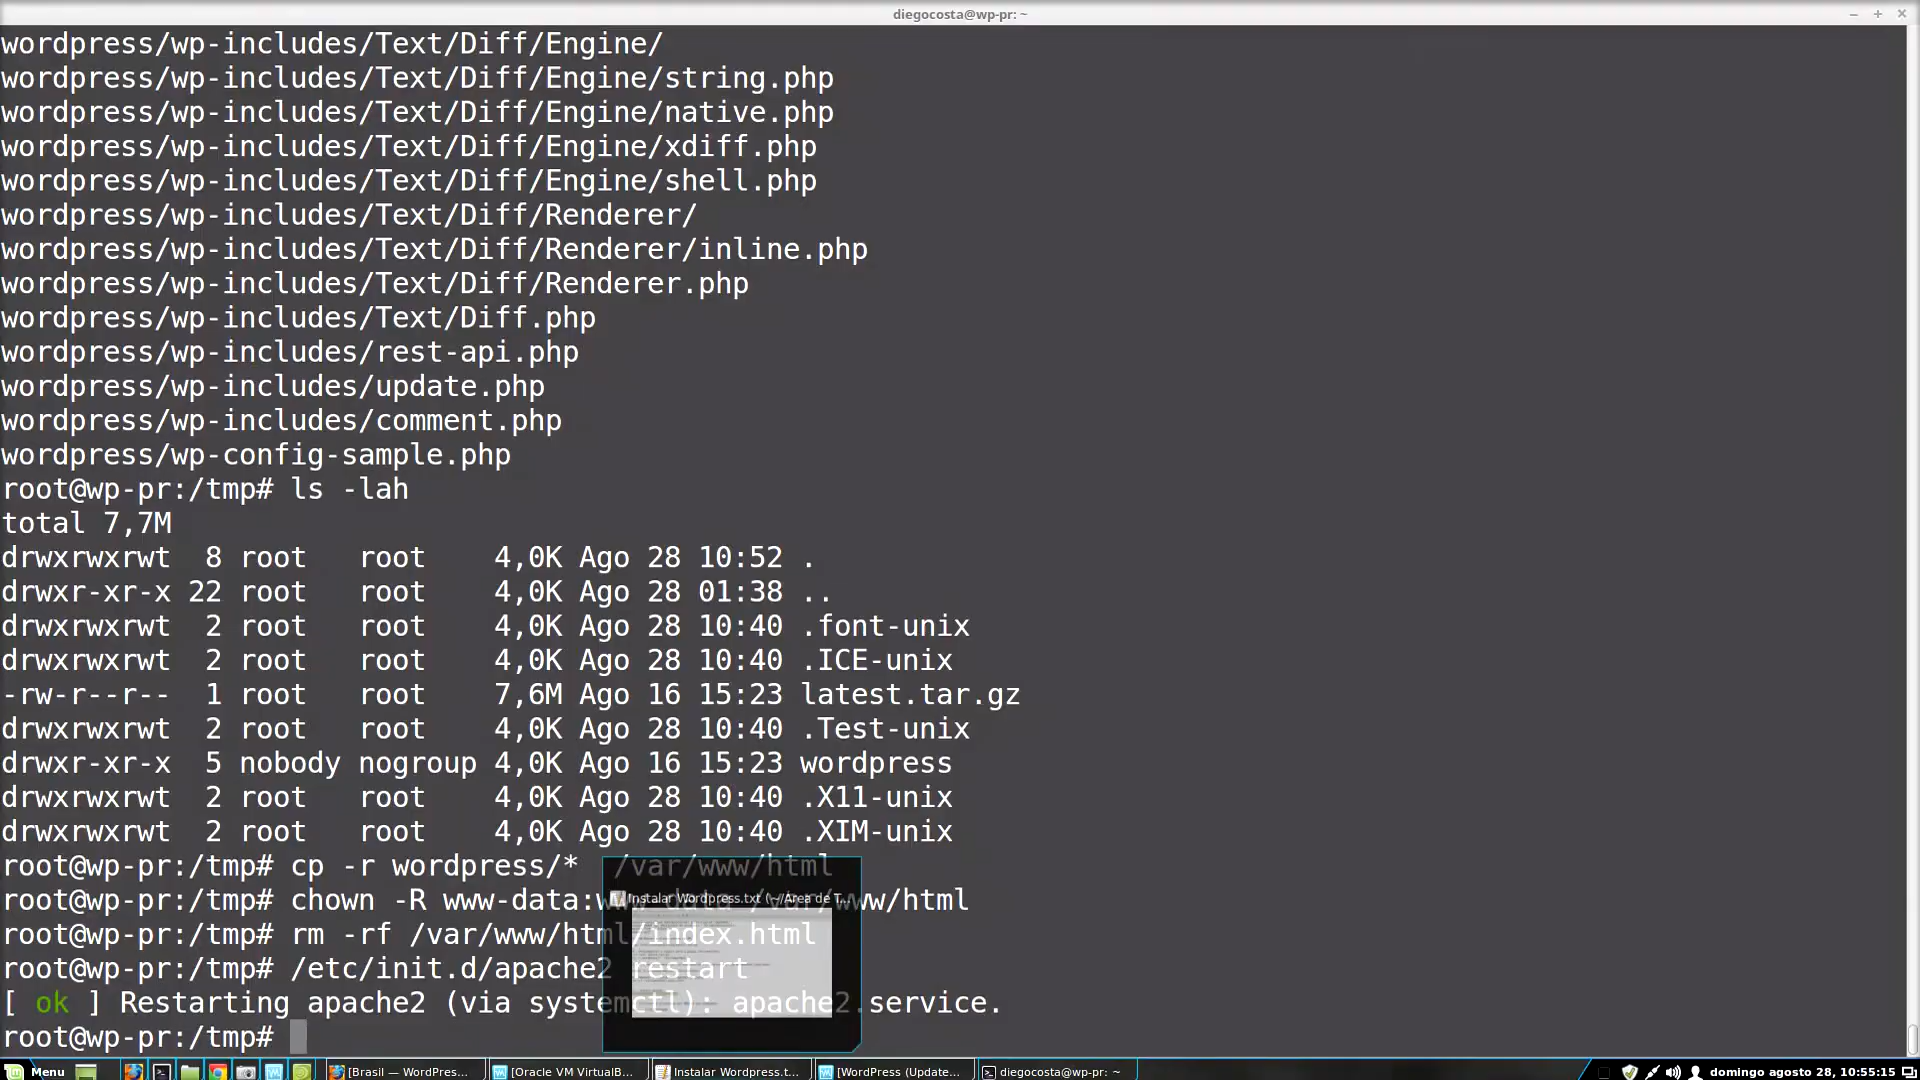 diegocosta@wp-pr: ~
wordpress/wp-includes/Text/Diff/Engine/
wordpress/wp-includes/Text/Diff/Engine/string.php
wordpress/wp-includes/Text/Diff/Engine/native.php
wordpress/wp-includes/Text/Diff/Engine/xdiff.php
wordpress/wp-includes/Text/Diff/Engine/shell.php
wordpress/wp-includes/Text/Diff/Renderer/
wordpress/wp-includes/Text/Diff/Renderer/inline.php
wordpress/wp-includes/Text/Diff/Renderer.php
wordpress/wp-includes/Text/Diff.php
wordpress/wp-includes/rest-api.php
wordpress/wp-includes/update.php
wordpress/wp-includes/comment.php
wordpress/wp-config-sample.php
root@wp-pr:/tmp# ls -lah
total 7,7M
drwxrwxrwt  8 root   root    4,0K Ago 28 10:52 .
drwxr-xr-x 22 root   root    4,0K Ago 28 01:38 ..
drwxrwxrwt  2 root   root    4,0K Ago 28 10:40 .font-unix
drwxrwxrwt  2 root   root    4,0K Ago 28 10:40 .ICE-unix
-rw-r--r--  1 root   root    7,6M Ago 16 15:23 latest.tar.gz
drwxrwxrwt  2 root   root    4,0K Ago 28 10:40 .Test-unix
drwxr-xr-x  5 nobody nogroup 4,0K Ago 16 15:23 wordpress
drwxrwxrwt  2 root   root    4,0K Ago 28 10:40 .X11-unix
drwxrwxrwt  2 root   root    4,0K Ago 28 10:40 .XIM-unix
root@wp-pr:/tmp# cp -r wordpress/*  /var/www/html
root@wp-pr:/tmp# chown -R www-data:www-data /var/www/html
Instalar Wordpress.txt (~/Área de T...
root@wp-pr:/tmp# rm -rf /var/www/html/index.html
root@wp-pr:/tmp# /etc/init.d/apache2 restart
[ ok ] Restarting apache2 (via systemctl): apache2.service.
root@wp-pr:/tmp#
Menu [Brasil — WordPres... [Oracle VM VirtualB... Instalar Wordpress.t... [WordPress (Update... diegocosta@wp-pr: ~ domingo agosto 28, 10:55:15